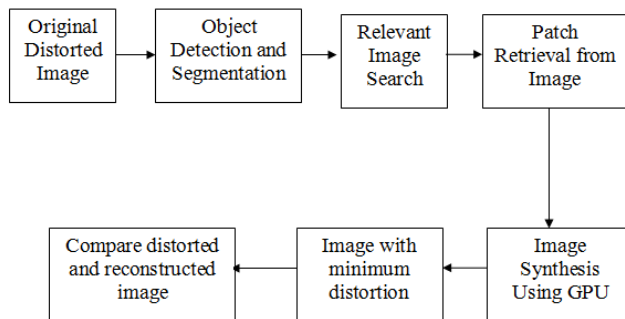 Original
Distorted
Image
Object
Detection and
Segmentation
Relevant
Image
Search
Patch
Retrieval from
Image
Image
Synthesis
Using GPU
Image with
minimum
distortion
Compare distorted
and reconstructed
image